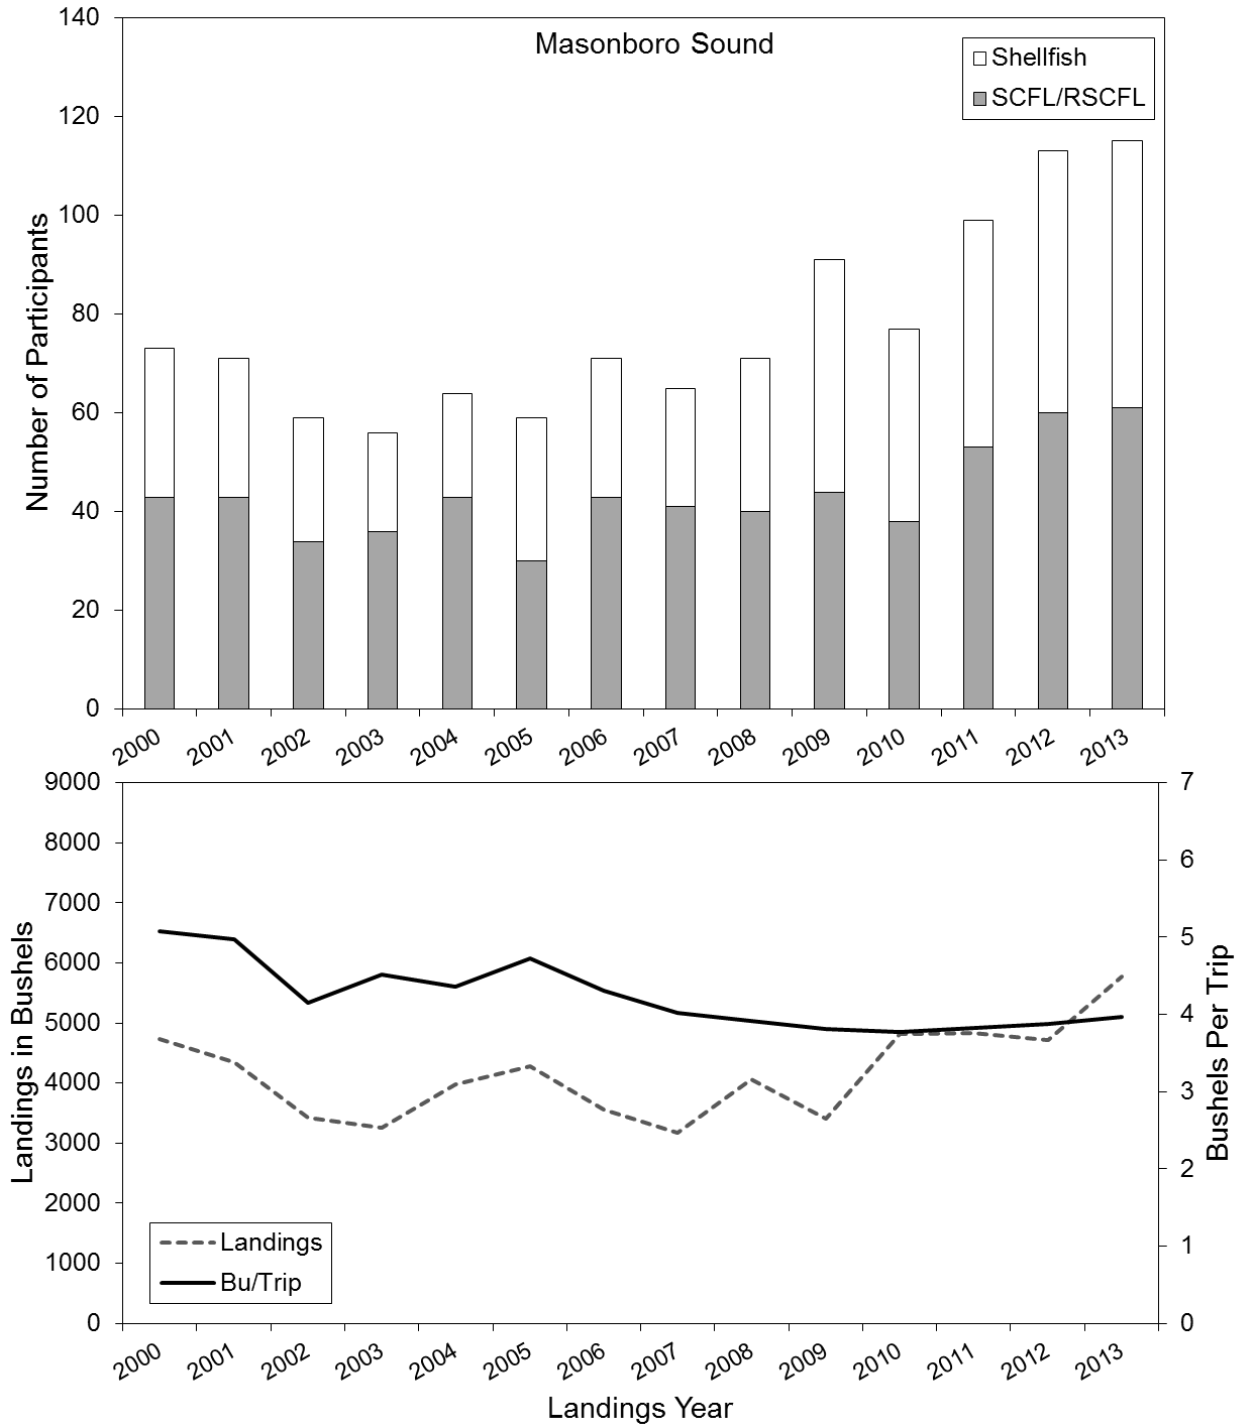 Masonboro Sound
Shellfish
SCFL/RSCFL
Number of Participants
140
120
100
80
60
40
20
0
2000 2001 2002 2003 2004 2005 2006 2007 2008 2009 2010 2011 2012 2013
Landings in Bushels
9000
8000
7000
6000
5000
4000
3000
2000
1000
0
Bushels Per Trip
7
6
5
4
3
2
1
0
Landings
Bu/Trip
2000 2001 2002 2003 2004 2005 2006 2007 2008 2009 2010 2011 2012 2013
Landings Year